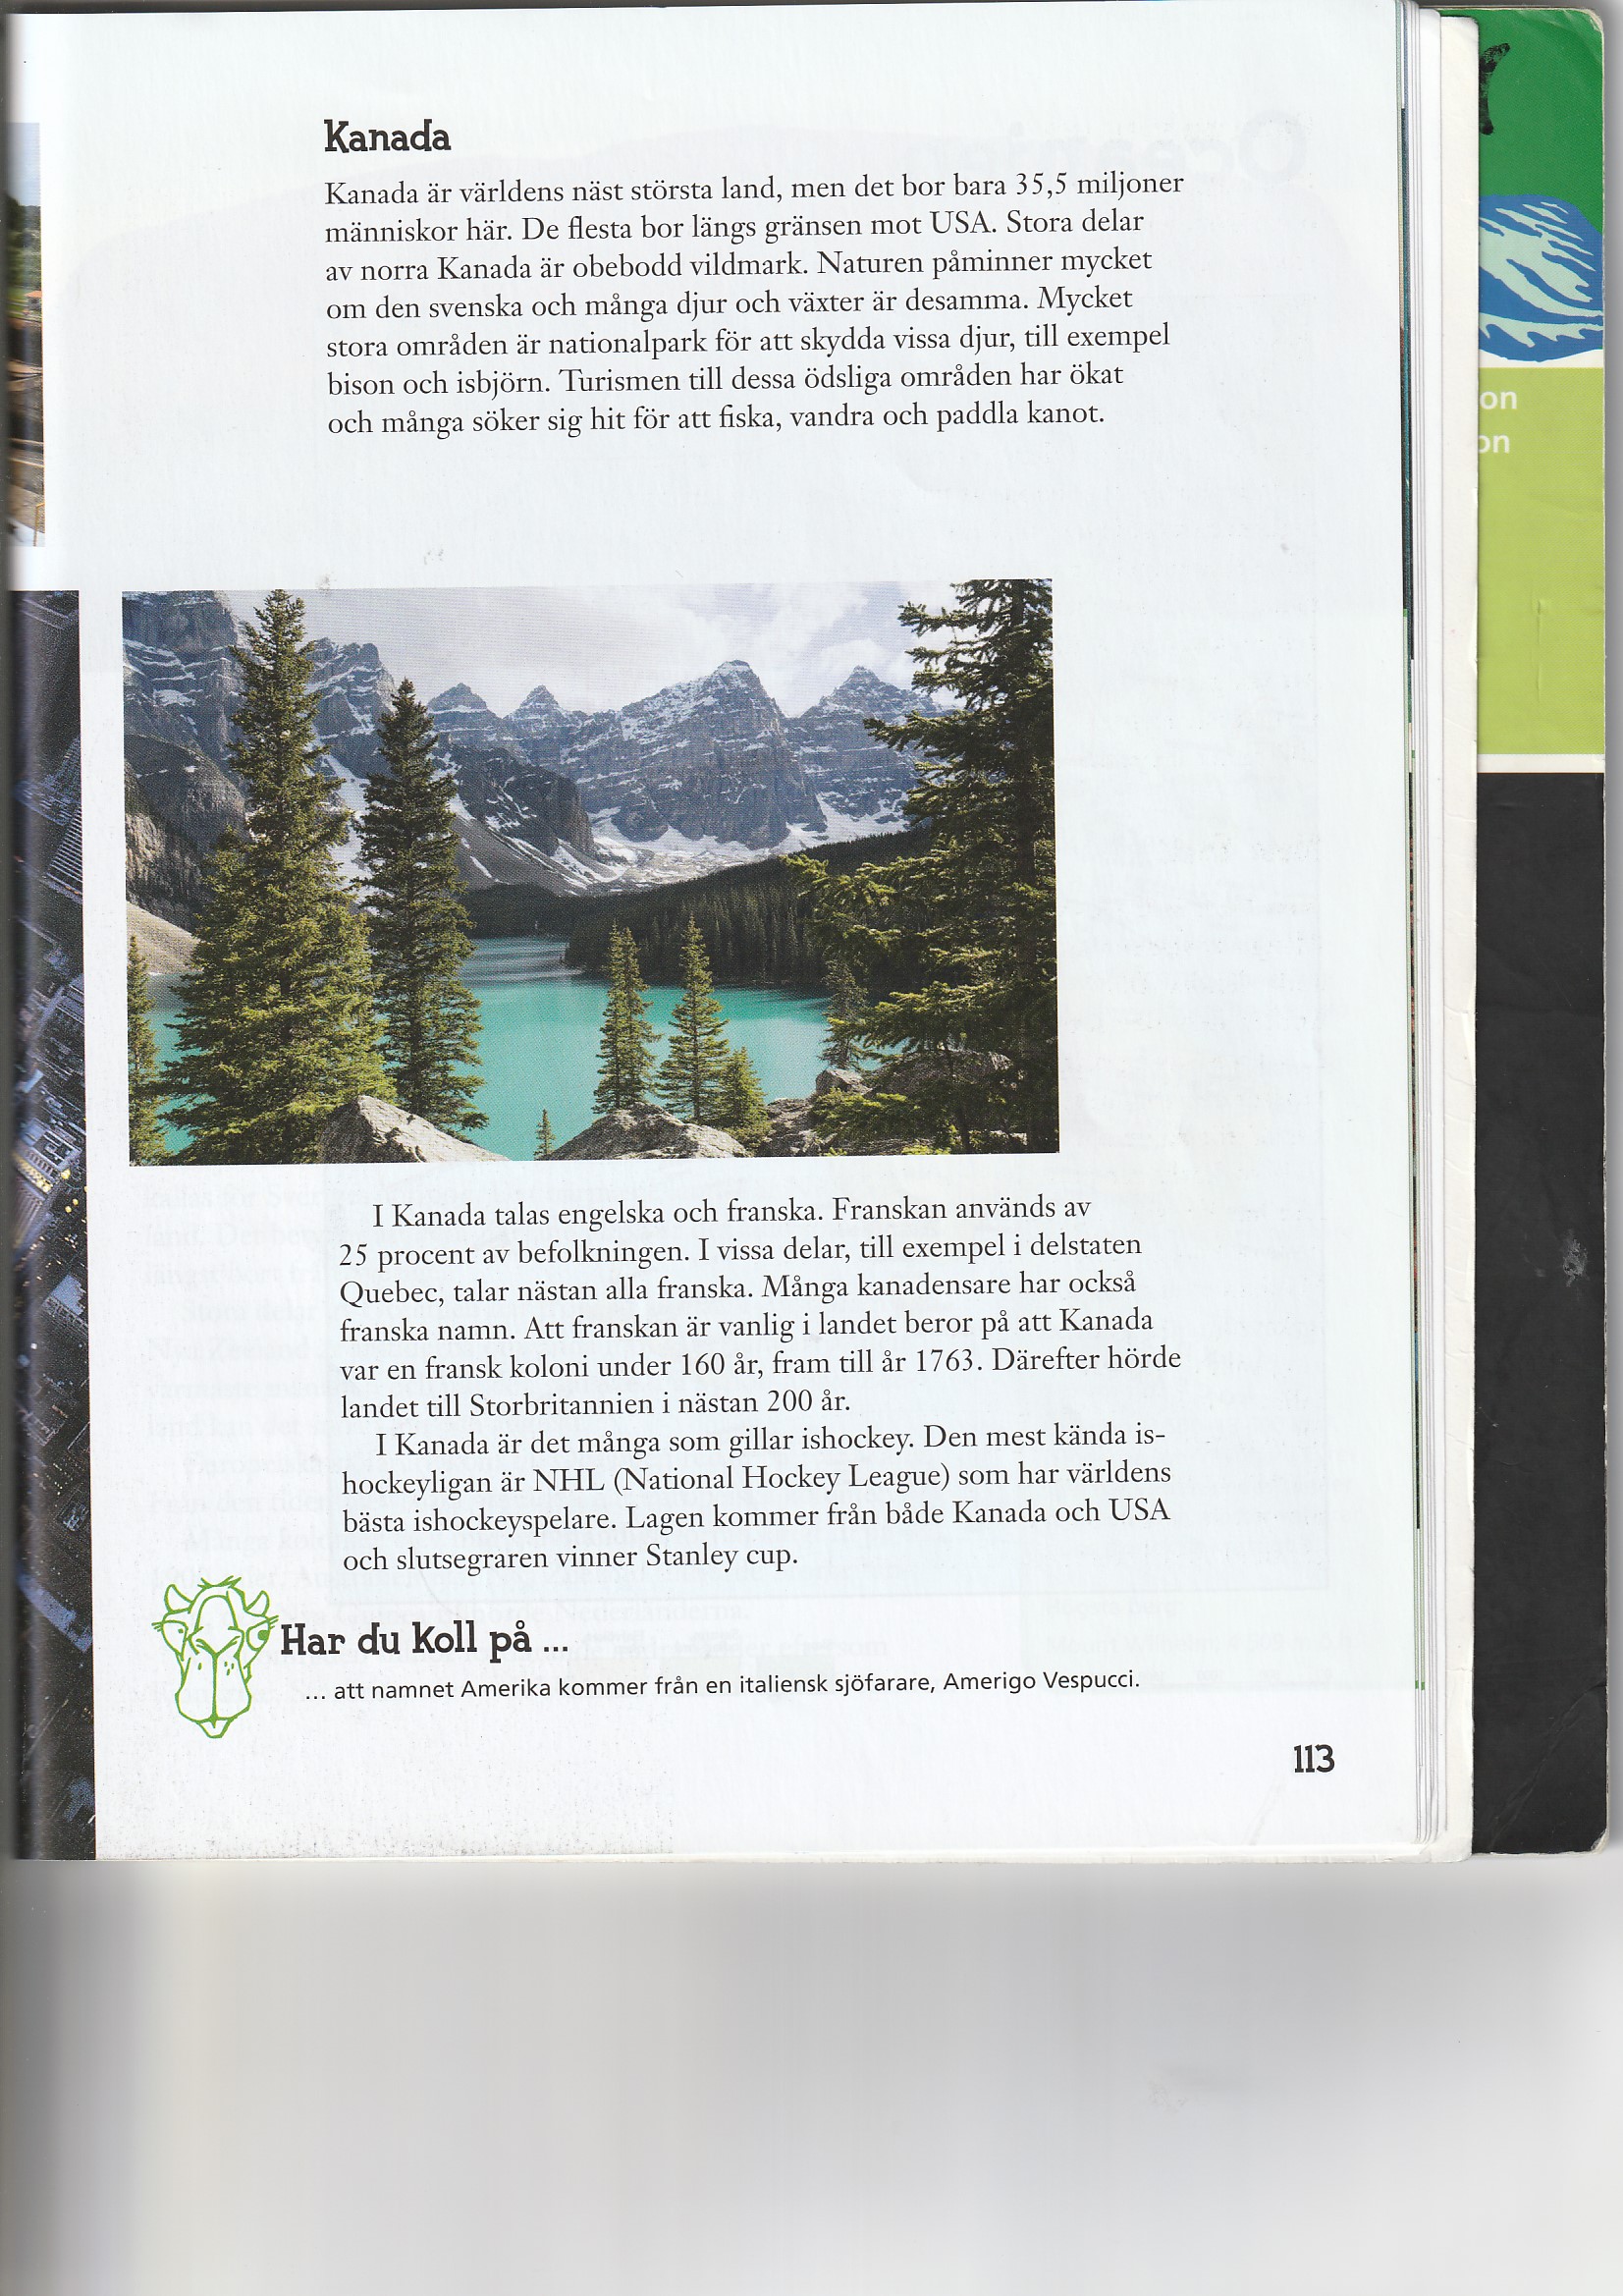 Kanada
Kanada är världens näst största land, men det bor bara 35,5 miljoner
människor här. De flesta bor längs gränsen mot USA. Stora delar
av norra Kanada är obebodd vildmark. Naturen påminner mycket
om den svenska och många djur och växter är desamma. Mycket
stora områden är nationalpark för att skydda vissa djur, till exempel
bison och isbjörn. Turismen till dessa ödsliga områden har ökat
och många söker sig hit för att fiska, vandra och paddla kanot.
on
on
I Kanada talas engelska och franska. Franskan används av
25 procent av befolkningen. I vissa delar, till exempel i delstaten
Quebec, talar nästan alla franska. Många kanadensare har också
franska namn. Att franskan är vanlig i landet beror på att Kanada
var en fransk koloni under 160 år, fram till år 1763. Därefter hörde
landet till Storbritannien i nästan 200 år.
I Kanada är det många som gillar ishockey. Den mest kända is-
hockeyligan är NHL (National Hockey League) som har världens
bästa ishockeyspelare. Lagen kommer från både Kanada och USA
och slutsegraren vinner Stanley cup.
Har du koll på ...
... att namnet Amerika kommer från en italiensk sjöfarare, Amerigo Vespucci.
113